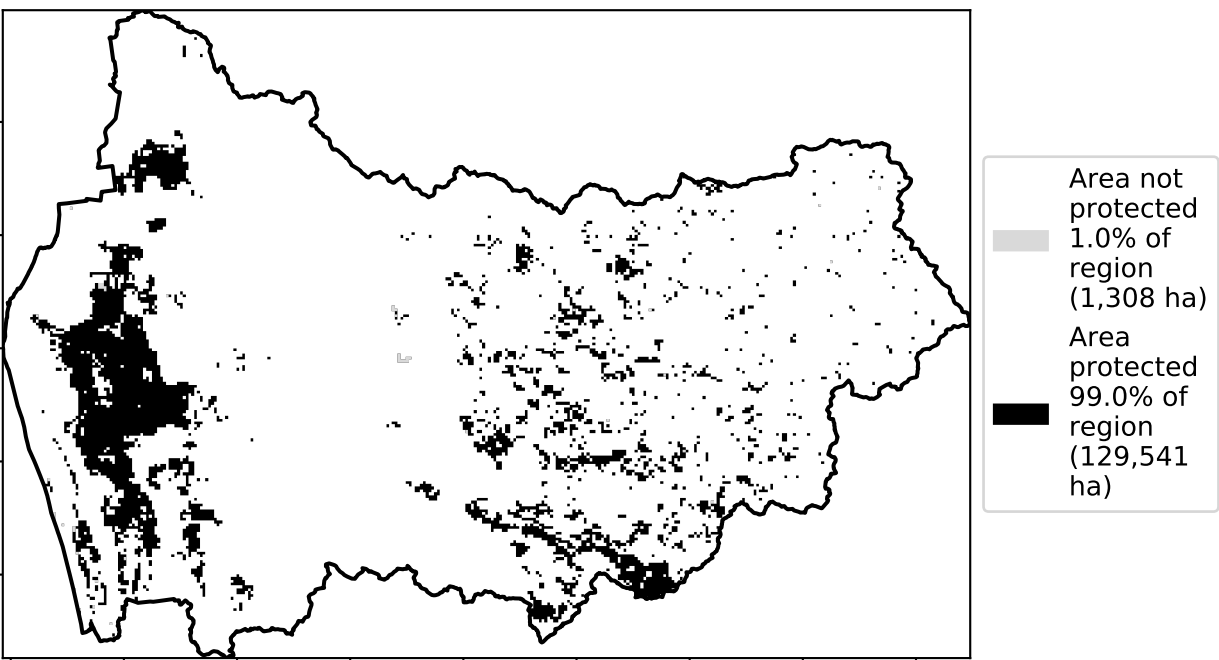 Area not
protected
1.0% of
region
(1,308 ha)
Area
protected
99.0% of
region
(129,541
ha)